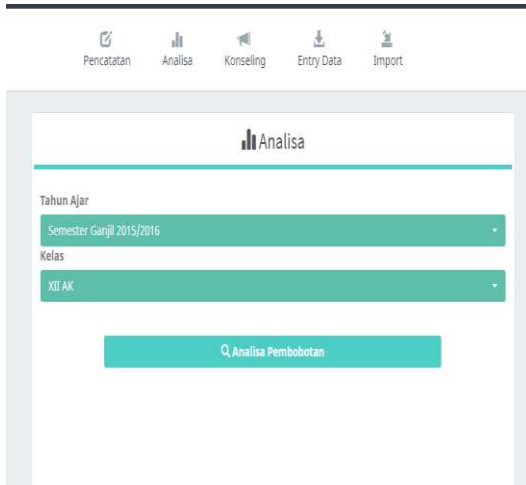 Pencatatan Analisa Konseling Entry Data Import
Analisa
Tahun Ajar
Semester Ganjil 2015/2016
Kelas
XII AK
Analisa Pembobotan